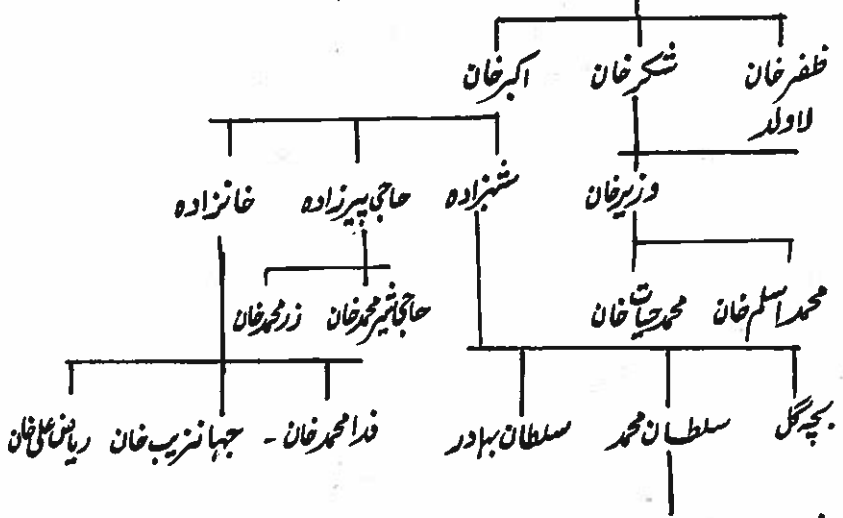 ظفر خان شکر خان اکبر خان
لاولد
وزیر خان شہزادہ حاجی پیرزادہ خانزادہ
محمد اسلم خان محمد حیات خان حاجی شیر محمد خان زر محمد خان
بچہ گل سلطان محمد سلطان بہادر فدا محمد خان - جہانزیب خان ریاض علی خان